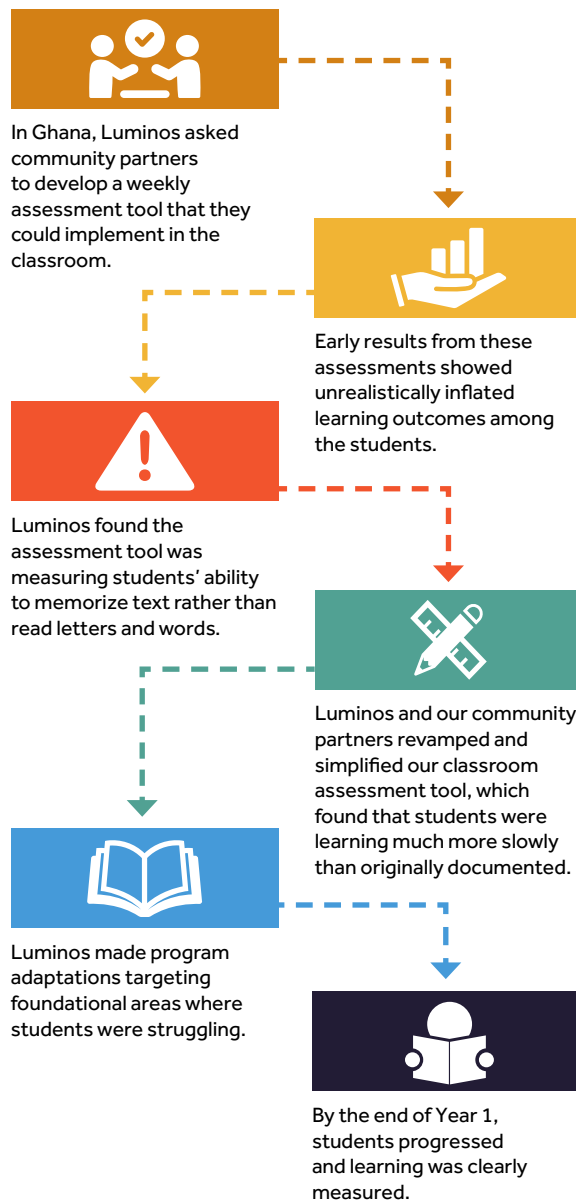 In Ghana, Luminos asked
community partners
to develop a weekly
assessment tool that they
could implement in the
classroom.
Early results from these
assessments showed
unrealistically inflated
learning outcomes among
the students.
Luminos found the
assessment tool was
measuring students’ ability
to memorize text rather than
read letters and words.
Luminos and our community
partners revamped and
simplified our classroom
assessment tool, which
found that students were
learning much more slowly
than originally documented.
Luminos made program
adaptations targeting
foundational areas where
students were struggling.
By the end of Year 1,
students progressed
and learning was clearly
measured.